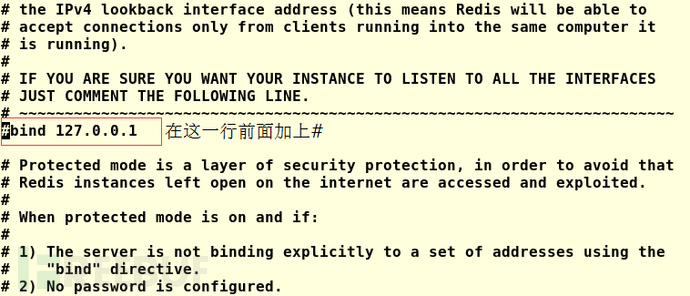 # the IPv4 lookback interface address (this means Redis will be able to
# accept connections only from clients running into the same computer it
# is running).
#
# IF YOU ARE SURE YOU WANT YOUR INSTANCE TO LISTEN TO ALL THE INTERFACES
# JUST COMMENT THE FOLLOWING LINE.
# ~~~~~~~~~~~~~~~~~~~~~~~~~~~~~~~~~~~~~~~~~~~~~~~~~~~~~~~~~~~~~~~~~~~~~~~~
#bind 127.0.0.1 在这一行前面加上#
# Protected mode is a layer of security protection, in order to avoid that
# Redis instances left open on the internet are accessed and exploited.
#
# When protected mode is on and if:
#
# 1) The server is not binding explicitly to a set of addresses using the
#    "bind" directive.
# 2) No password is configured.